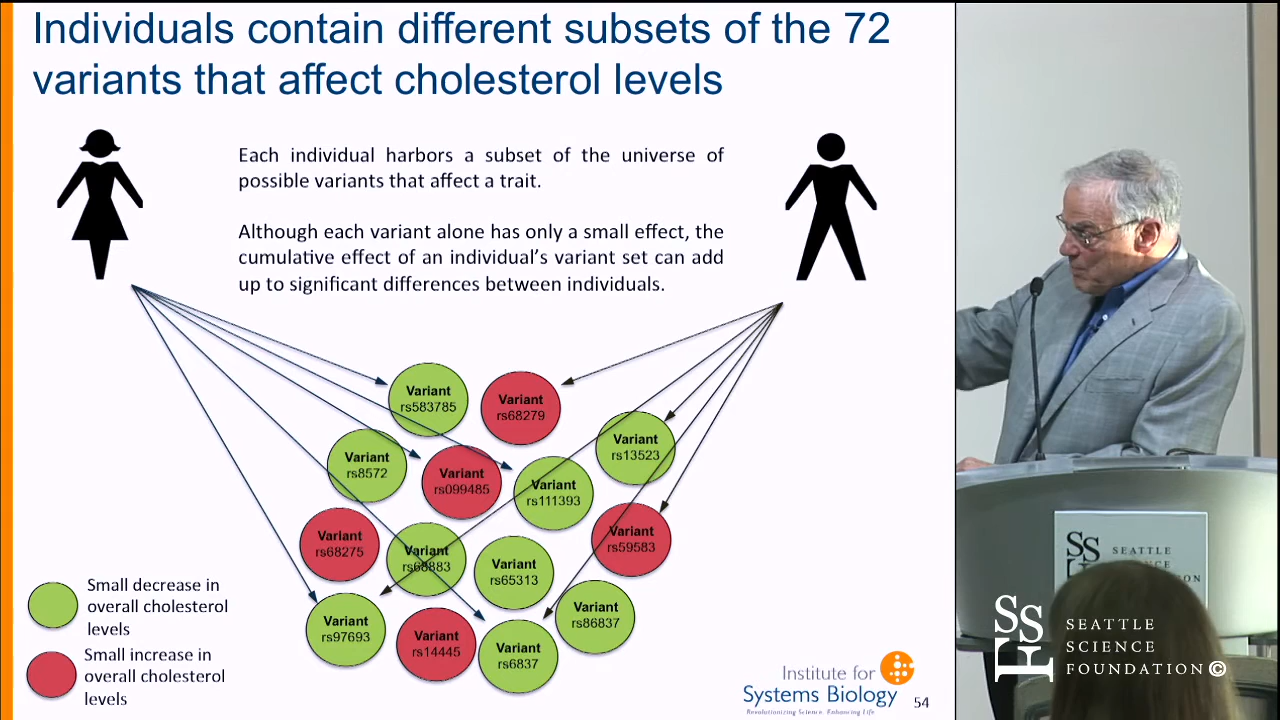 Individuals contain different subsets of the 72
variants that affect cholesterol levels
Each individual harbors a subset of the universe of
possible variants that affect a trait.
Although each variant alone has only a small effect, the
cumulative effect of an individual's variant set can add
up to significant differences between individuals.
Variant
rs583785
Variant
rs68279
Variant
rs13523
Variant
rs8572
Variant
rs099485
Variant
rs111393
Variant
rs68275
Variant
rs68883
Variant
rs65313
Variant
rs59583
Variant
rs97693
Variant
rs14445
Variant
rs6837
Variant
rs86837
Small decrease in
overall cholesterol
levels
Small increase in
overall cholesterol
levels
Institute for
Systems Biology
Revolutionizing Science. Enhancing Life.
54
SEATTLE
SEATTLE
SCIENCE
FOUNDATION©